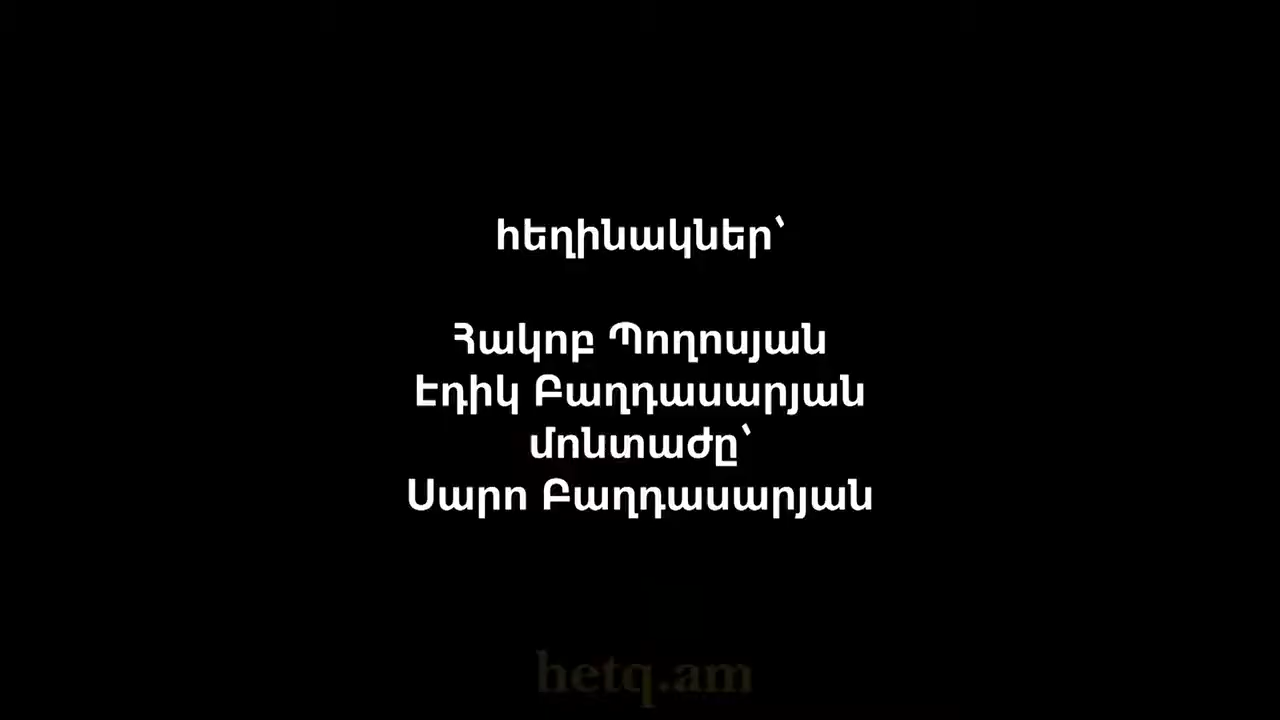 հեղինակներ՝
Հակոբ Պողոսյան
Էդիկ Բաղդասարյան
մոնտաժը՝
Սարո Բաղդասարյան
hetq.am